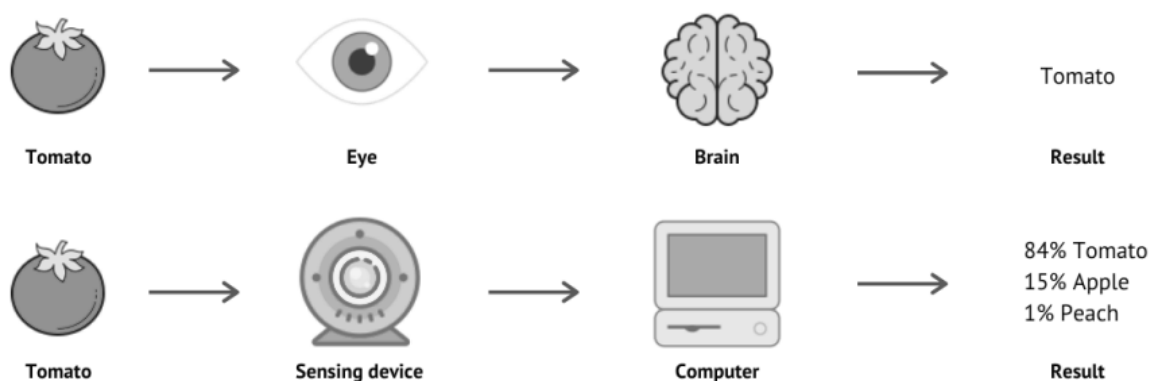 Tomato
Tomato
Eye
Brain
Result
84% Tomato
15% Apple
1% Peach
Tomato
Sensing device
Computer
Result